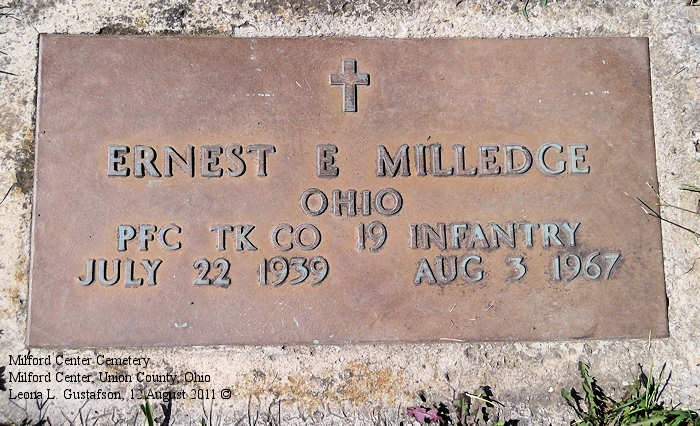 ERNEST E MILLEDGE
OHIO
PFC TK CO 19 INFANTRY
JULY 22 1939 AUG 3 1967
Milford Center Cemetery
Milford Center, Union County, Ohio
Leona L. Gustafson, 12 August 2011 ©